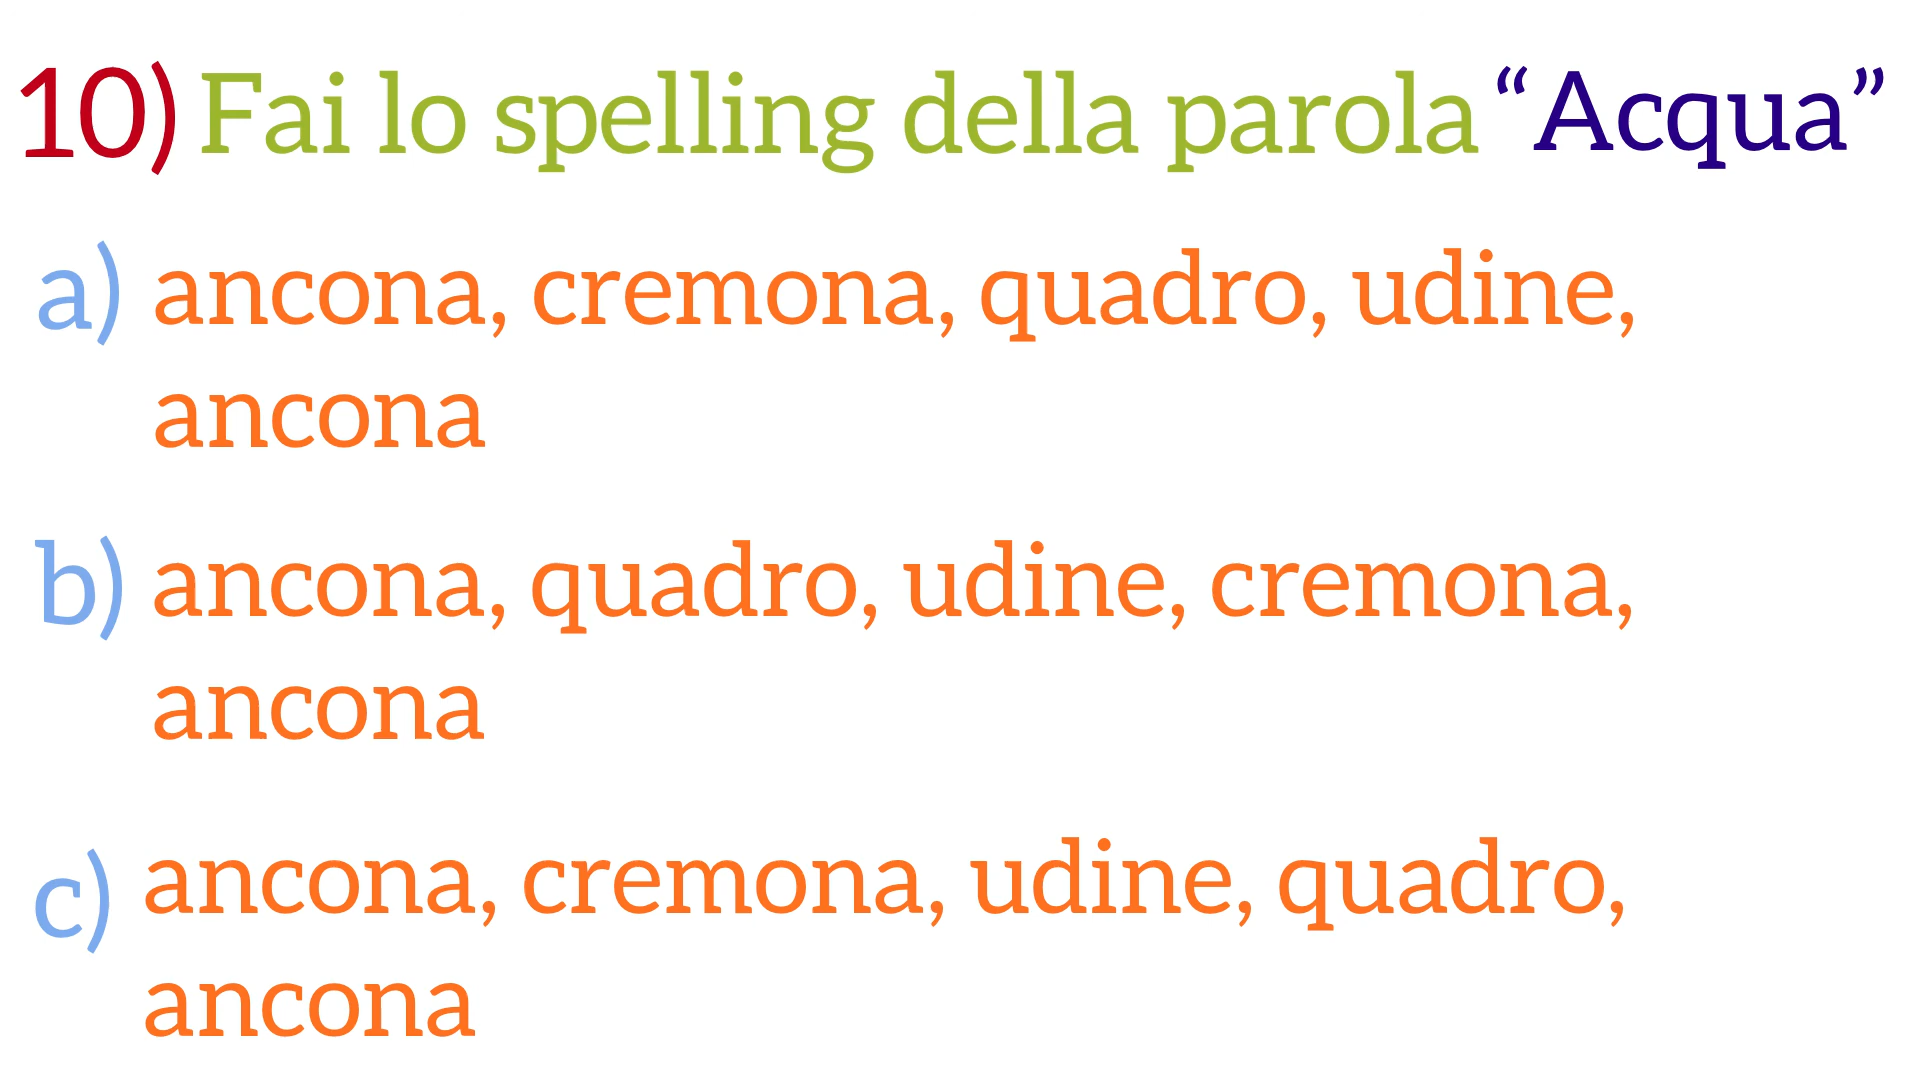 10) Fai lo spelling della parola “Acqua”
a) ancona, cremona, quadro, udine,
ancona
b) ancona, quadro, udine, cremona,
ancona
c) ancona, cremona, udine, quadro,
ancona